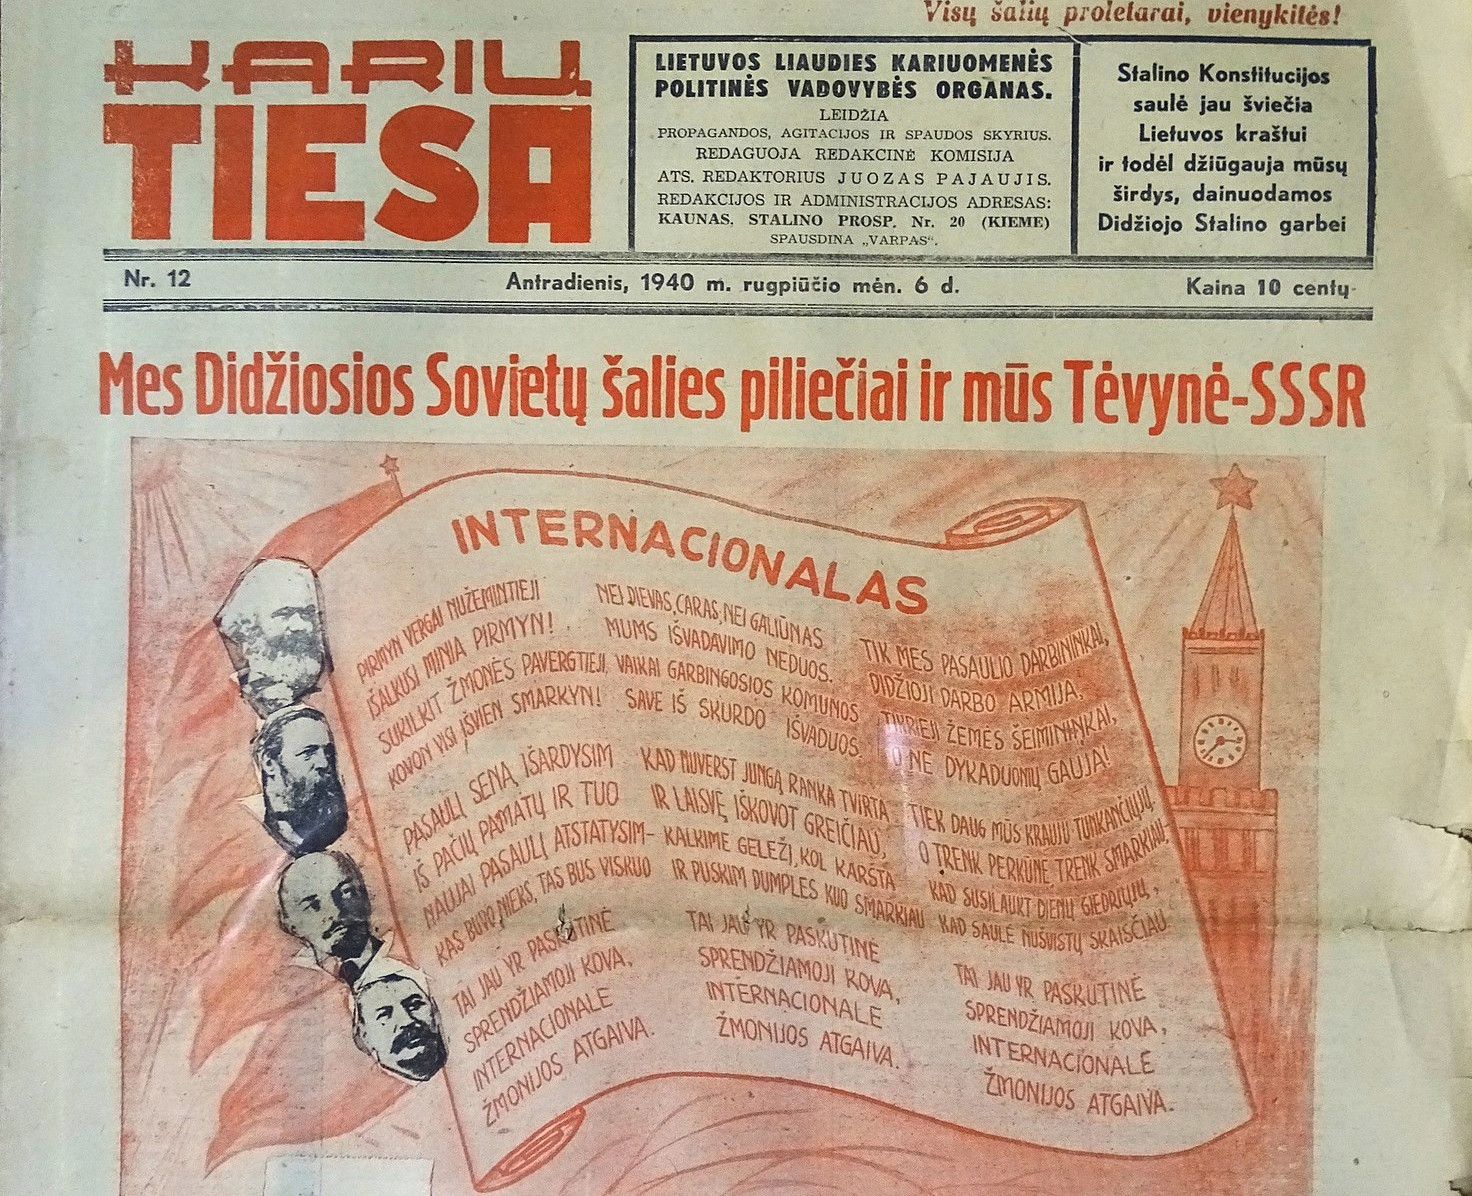 Visų šalių proletarai, vienykitės!
KARIŲ
TIESA
LIETUVOS LIAUDIES KARIUOMENĖS
POLITINĖS VADOVYBĖS ORGANAS.
LEIDŽIA
PROPAGANDOS, AGITACIJOS IR SPAUDOS SKYRIUS.
REDAGUOJA REDAKCINĖ KOMISIJA
ATS. REDAKTORIUS JUOZAS PAJAUJIS.
REDAKCIJOS IR ADMINISTRACIJOS ADRESAS:
KAUNAS, STALINO PROSP. Nr. 20 (KIEME)
SPAUSDINA „VARPAS“.
Stalino Konstitucijos
saulė jau šviečia
Lietuvos kraštui
ir todėl džiūgauja mūsų
širdys, dainuodamos
Didžiojo Stalino garbei
Nr. 12
Antradienis, 1940 m. rugpiūčio mėn. 6 d.
Kaina 10 centų
Mes Didžiosios Sovietų šalies piliečiai ir mūs Tėvynė-SSSR
INTERNACIONALAS
PIRMYN VERGAI NUŽEMINTIEJI
IŠALKUSI MINIA PIRMYN!
SUKILKIT ŽMONĖS PAVERGTIEJI,
KOVON VISI IŠVIEN SMARKYN!
PASAULĮ SENĄ IŠARDYSIM
IŠ PAČIŲ PAMATŲ IR TUO
NAUJAI PASAULĮ ATSTATYSIM–
KAS BUVO NIEKS, TAS BUS VISKUO
TAI JAU YR PASKUTINĖ
SPRENDŽIAMOJI KOVA,
INTERNACIONALE
ŽMONIJOS ATGAIVA.
NEI DIEVAS, CARAS, NEI GALIŪNAS
MUMS IŠVADAVIMO NEDUOS.
VAIKAI GARBINGOSIOS KOMUNOS
SAVE IŠ SKURDO IŠVADUOS.
KAD NUVERST JUNGĄ RANKA TVIRTA
IR LAISVĘ IŠKOVOT GREIČIAU,
KALKIME GELEŽĮ, KOL KARŠTA
IR PUSKIM DUMPLES KUO SMARKIAU
TAI JAU YR PASKUTINĖ
SPRENDŽIAMOJI KOVA,
INTERNACIONALE
ŽMONIJOS ATGAIVA.
TIK MES PASAULIO DARBININKAI,
DIDŽIOJI DARBO ARMIJA,
TIKRIEJI ŽEMĖS ŠEIMININKAI,
O NE DYKADUONIŲ GAUJA!
TIEK DAUG MŪS KRAUJŲ TUNKANČIŲJŲ.
O TRENK PERKŪNE TRENK SMARKIAU!
KAD SUSILAUKT DIENŲ GIEDRIŲJŲ,
KAD SAULĖ NUŠVISTŲ SKAISČIAU
TAI JAU YR PASKUTINĖ
SPRENDŽIAMOJI KOVA,
INTERNACIONALE
ŽMONIJOS ATGAIVA.